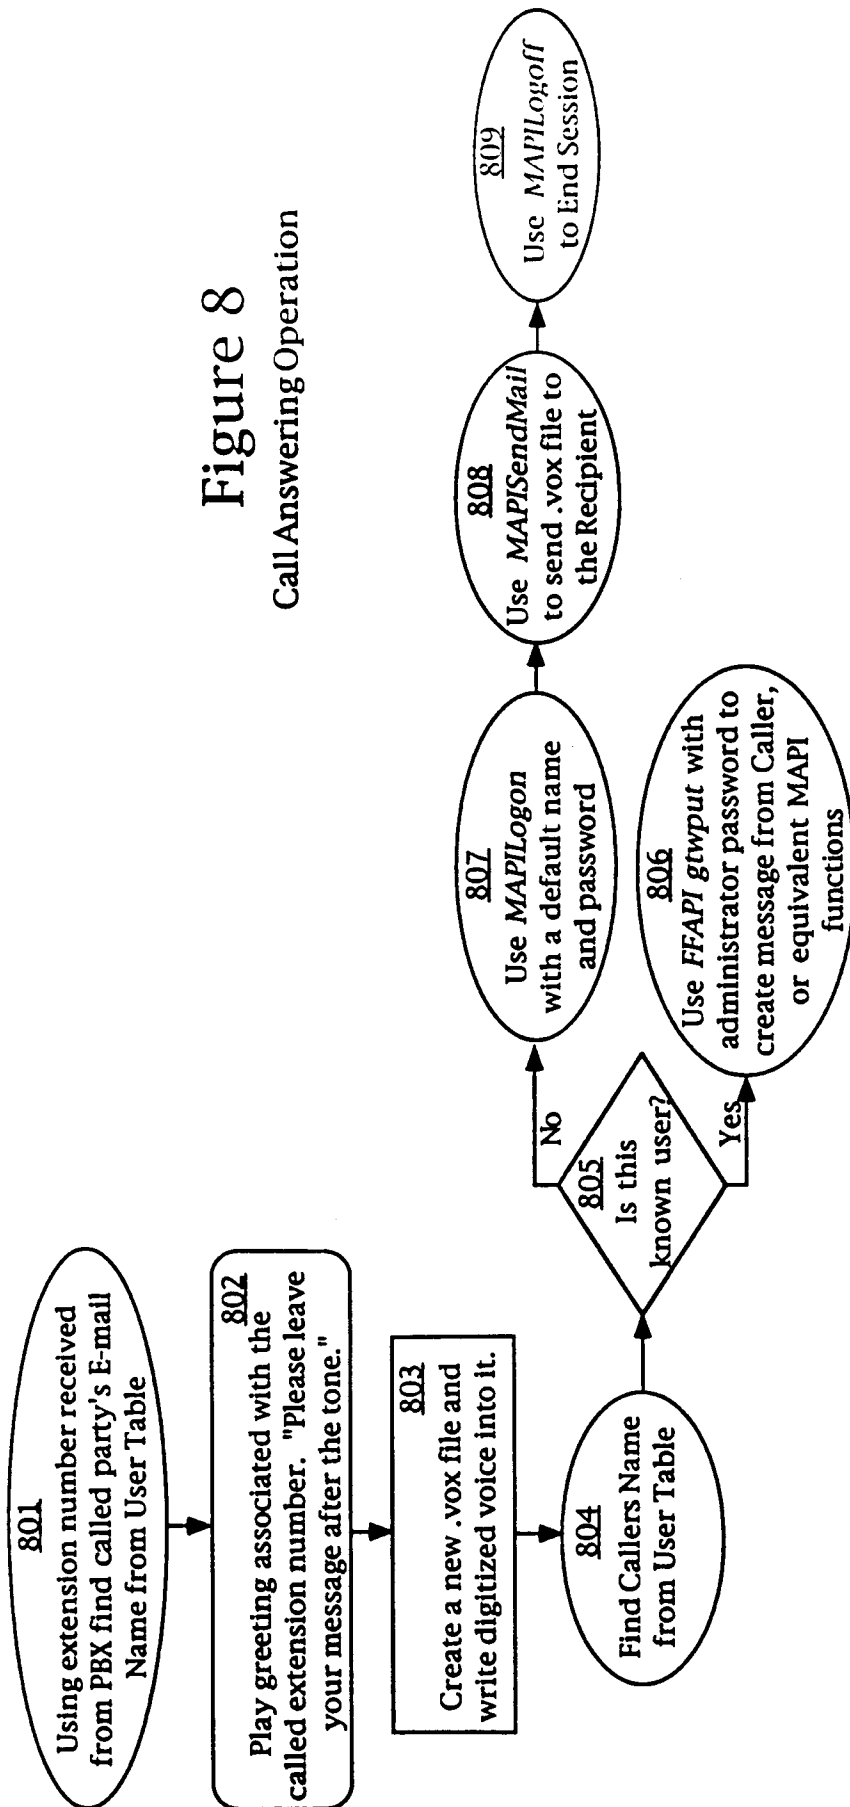 Figure 8
Call Answering Operation
801
Using extension number received
from PBX find called party's E-mail
Name from User Table
802
Play greeting associated with the
called extension number. "Please leave
your message after the tone."
803
Create a new .vox file and
write digitized voice into it.
804
Find Callers Name
from User Table
805
Is this
known user?
No
Yes
807
Use MAPILogon
with a default name
and password
806
Use FFAPI gtwput with
administrator password to
create message from Caller,
or equivalent MAPI
functions
808
Use MAPISendMail
to send .vox file to
the Recipient
809
Use MAPILogoff
to End Session